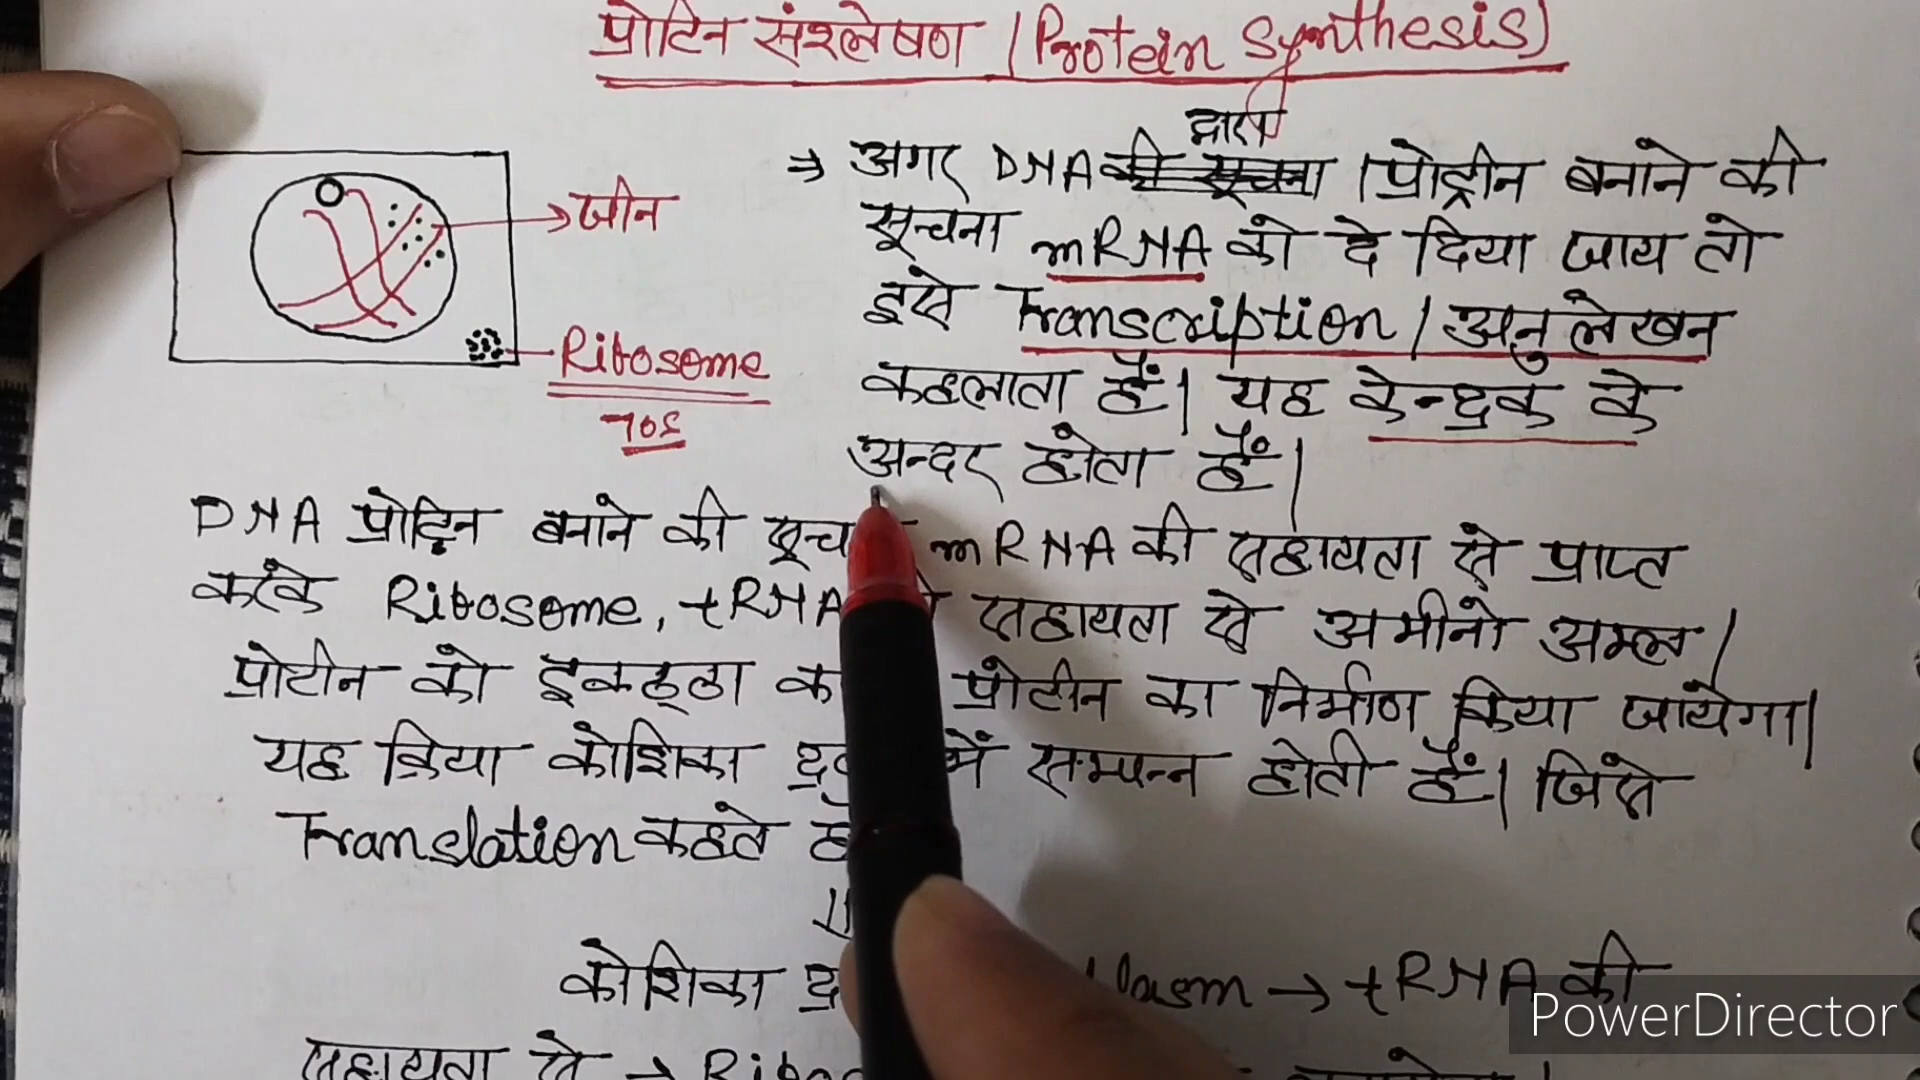 प्रोटिन संश्लेषण / (Protein Synthesis)
द्वारा
→ अगर DNA की सूचना प्रोट्रीन बनाने की
सूचना mRNA को दे दिया जाय तो
इसे Transcription / अनुलेखन
कहलाता हैं। यह केन्द्रक के
अन्दर होता हैं।
जीन
Ribosome
70S
DNA प्रोट्रिन बनाने की mRNA की सहायता से प्राप्त
करके Ribosome, tRNA सहायता से अमीनो अम्ल /
प्रोटीन को इकठ्ठा प्रोटीन का निर्माण किया जायेगा।
यह क्रिया कोशिका में सम्पन्न होती हैं। जिसे
Translation कहते
कोशिका → tRNA की
सहायता से →
PowerDirector